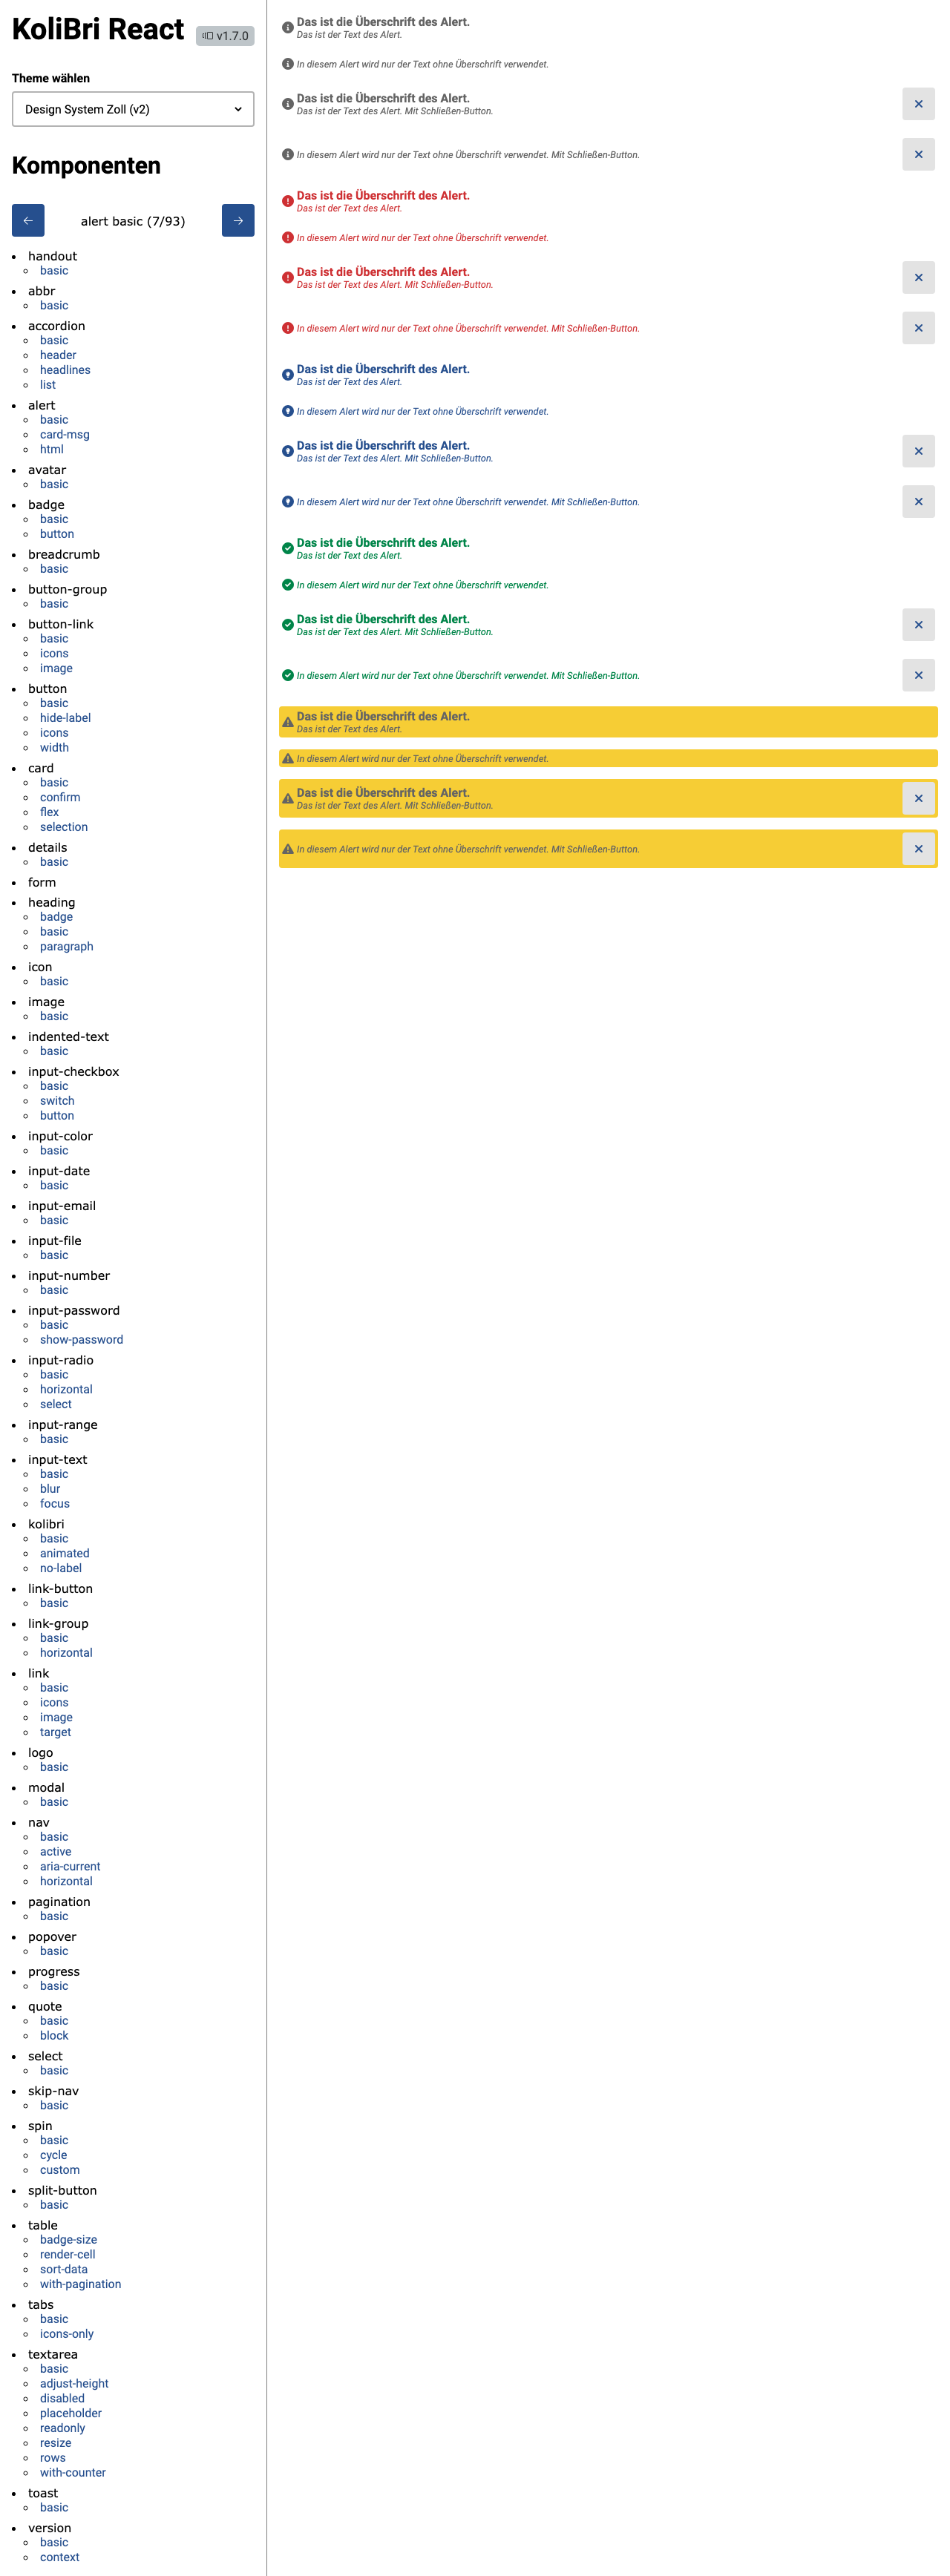 KoliBri React
v1.7.0
Theme wählen
Design System Zoll (v2)
Komponenten
alert basic (7/93)
handout
basic
abbr
basic
accordion
basic
header
headlines
list
alert
basic
card-msg
html
avatar
basic
badge
basic
button
breadcrumb
basic
button-group
basic
button-link
basic
icons
image
button
basic
hide-label
icons
width
card
basic
confirm
flex
selection
details
basic
form
heading
badge
basic
paragraph
icon
basic
image
basic
indented-text
basic
input-checkbox
basic
switch
button
input-color
basic
input-date
basic
input-email
basic
input-file
basic
input-number
basic
input-password
basic
show-password
input-radio
basic
horizontal
select
input-range
basic
input-text
basic
blur
focus
kolibri
basic
animated
no-label
link-button
basic
link-group
basic
horizontal
link
basic
icons
image
target
logo
basic
modal
basic
nav
basic
active
aria-current
horizontal
pagination
basic
popover
basic
progress
basic
quote
basic
block
select
basic
skip-nav
basic
spin
basic
cycle
custom
split-button
basic
table
badge-size
render-cell
sort-data
with-pagination
tabs
basic
icons-only
textarea
basic
adjust-height
disabled
placeholder
readonly
resize
rows
with-counter
toast
basic
version
basic
context
Das ist die Überschrift des Alert.
Das ist der Text des Alert.
In diesem Alert wird nur der Text ohne Überschrift verwendet.
Das ist die Überschrift des Alert.
Das ist der Text des Alert. Mit Schließen-Button.
In diesem Alert wird nur der Text ohne Überschrift verwendet. Mit Schließen-Button.
Das ist die Überschrift des Alert.
Das ist der Text des Alert.
In diesem Alert wird nur der Text ohne Überschrift verwendet.
Das ist die Überschrift des Alert.
Das ist der Text des Alert. Mit Schließen-Button.
In diesem Alert wird nur der Text ohne Überschrift verwendet. Mit Schließen-Button.
Das ist die Überschrift des Alert.
Das ist der Text des Alert.
In diesem Alert wird nur der Text ohne Überschrift verwendet.
Das ist die Überschrift des Alert.
Das ist der Text des Alert. Mit Schließen-Button.
In diesem Alert wird nur der Text ohne Überschrift verwendet. Mit Schließen-Button.
Das ist die Überschrift des Alert.
Das ist der Text des Alert.
In diesem Alert wird nur der Text ohne Überschrift verwendet.
Das ist die Überschrift des Alert.
Das ist der Text des Alert. Mit Schließen-Button.
In diesem Alert wird nur der Text ohne Überschrift verwendet. Mit Schließen-Button.
Das ist die Überschrift des Alert.
Das ist der Text des Alert.
In diesem Alert wird nur der Text ohne Überschrift verwendet.
Das ist die Überschrift des Alert.
Das ist der Text des Alert. Mit Schließen-Button.
In diesem Alert wird nur der Text ohne Überschrift verwendet. Mit Schließen-Button.